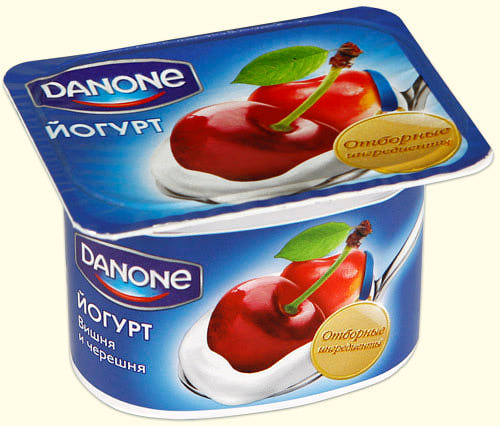 DANONE
ЙОГУРТ
Отборные
ингредиенты
DANONE
ЙОГУРТ
Вишня
и черешня
Отборные
ингредиенты